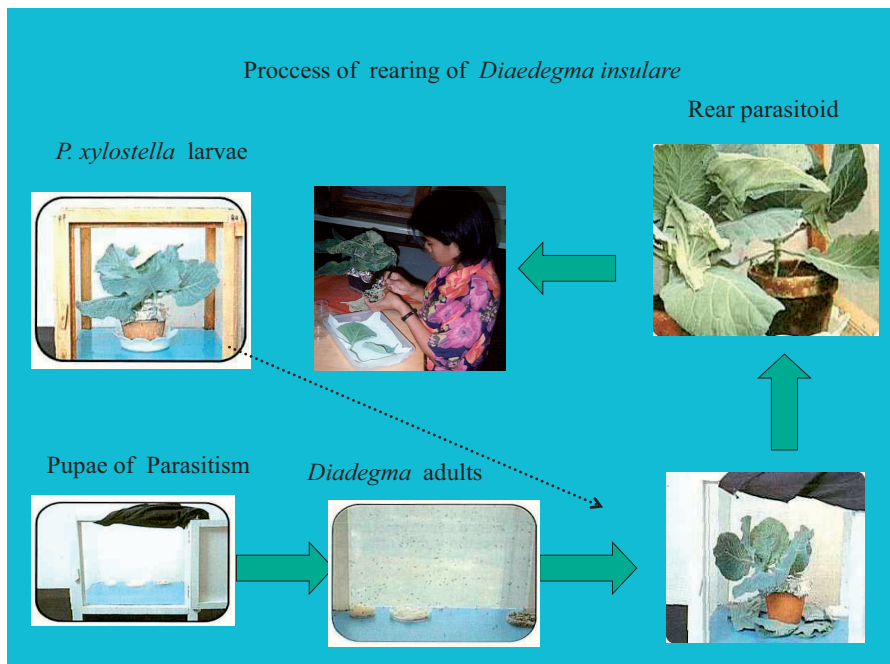 Proccess of rearing of Diaedegma insulare
Rear parasitoid
P. xylostella larvae
Pupae of Parasitism
Diadegma adults